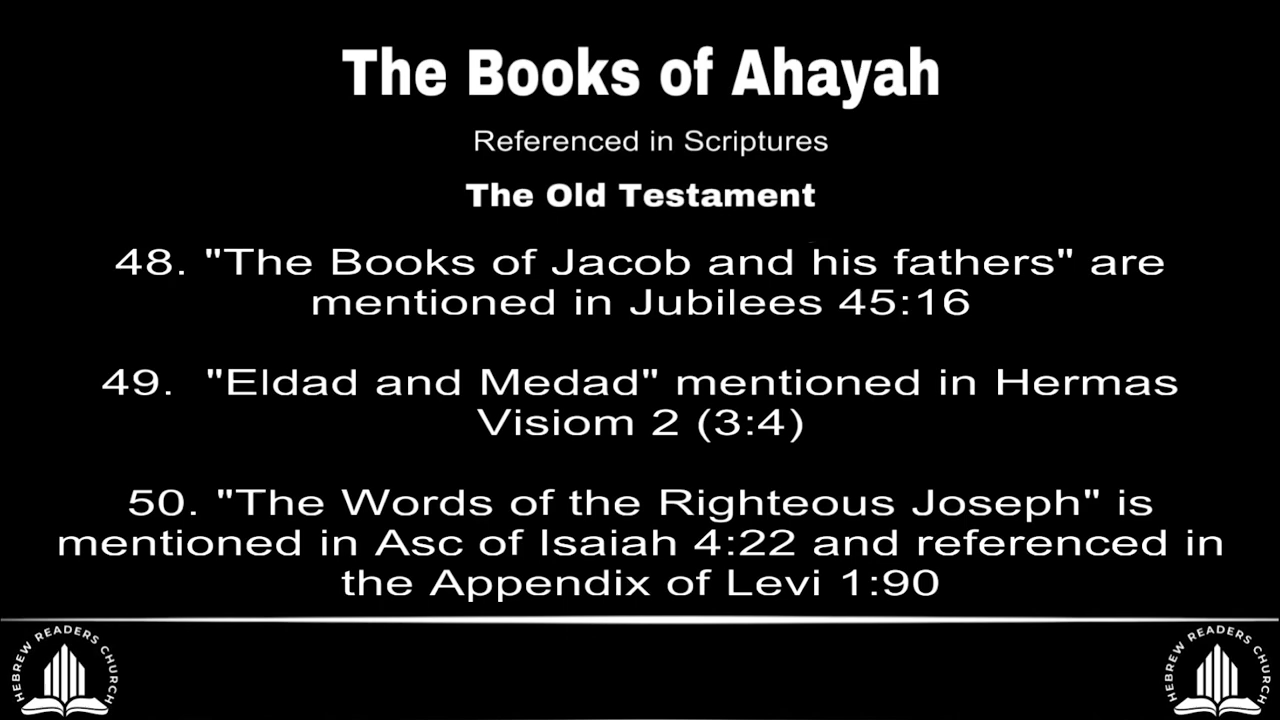 The Books of Ahayah
Referenced in Scriptures
The Old Testament
48. "The Books of Jacob and his fathers" are
mentioned in Jubilees 45:16
49. "Eldad and Medad" mentioned in Hermas
Visiom 2 (3:4)
50. "The Words of the Righteous Joseph" is
mentioned in Asc of Isaiah 4:22 and referenced in
the Appendix of Levi 1:90
HEBREW READERS CHURCH
HEBREW READERS CHURCH